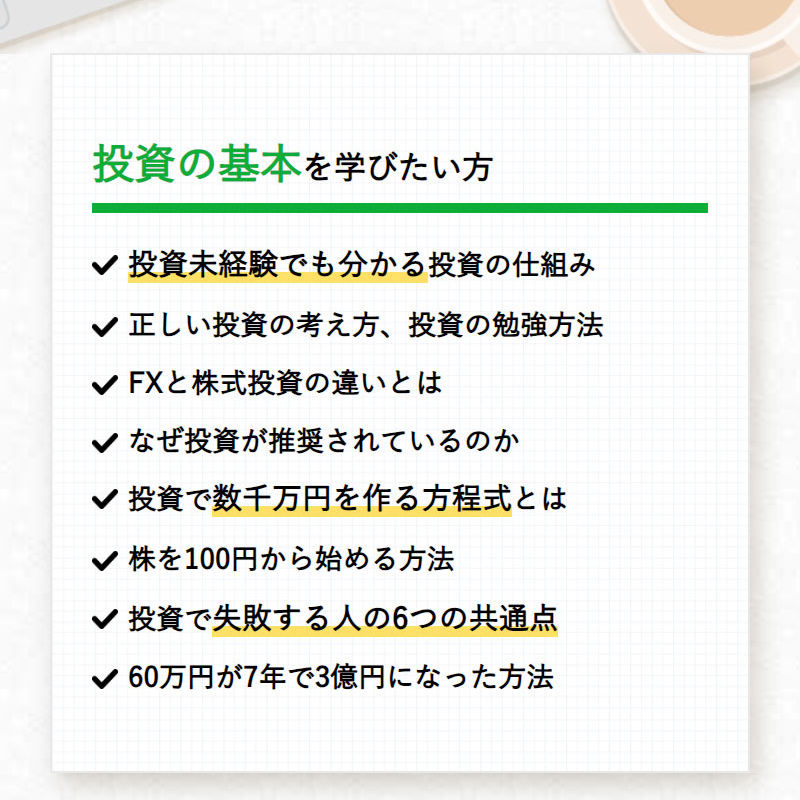 投資の基本を学びたい方
投資未経験でも分かる投資の仕組み
正しい投資の考え方、投資の勉強方法
FXと株式投資の違いとは
なぜ投資が推奨されているのか
投資で数千万円を作る方程式とは
株を100円から始める方法
投資で失敗する人の6つの共通点
60万円が7年で3億円になった方法